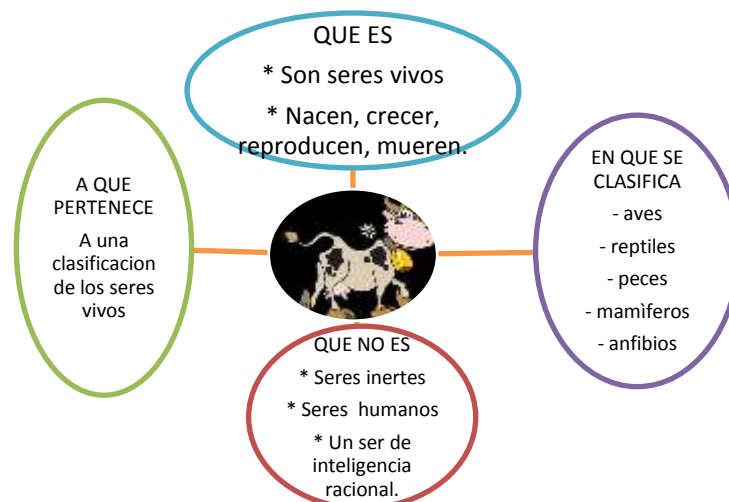 QUE ES
* Son seres vivos
* Nacen, crecer,
reproducen, mueren.
A QUE
PERTENECE
A una
clasificacion
de los seres
vivos
EN QUE SE
CLASIFICA
- aves
- reptiles
- peces
- mamìferos
- anfibios
QUE NO ES
* Seres inertes
* Seres humanos
* Un ser de
inteligencia
racional.